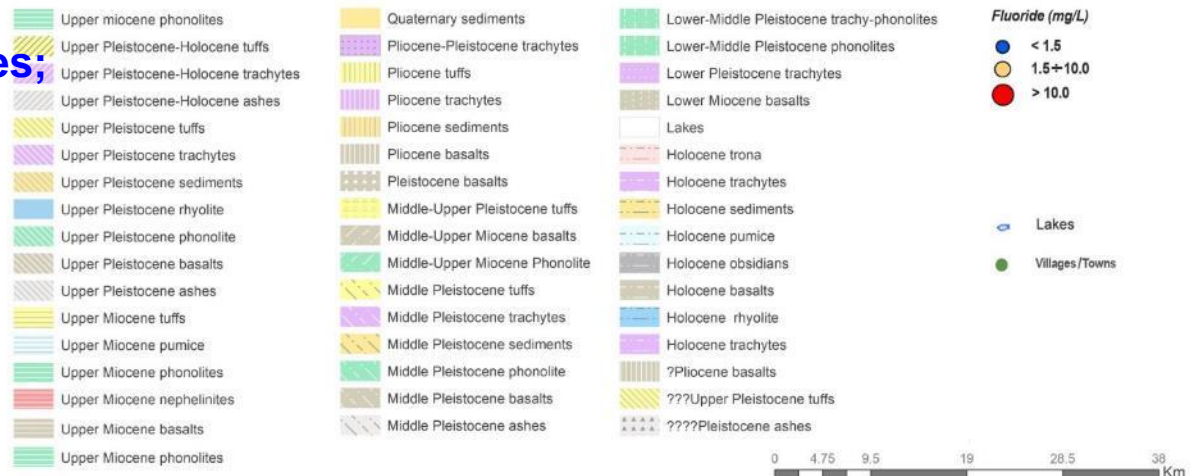 es;
Upper miocene phonolites
Upper Pleistocene-Holocene tuffs
Upper Pleistocene-Holocene trachytes
Upper Pleistocene-Holocene ashes
Upper Pleistocene tuffs
Upper Pleistocene trachytes
Upper Pleistocene sediments
Upper Pleistocene rhyolite
Upper Pleistocene phonolite
Upper Pleistocene basalts
Upper Pleistocene ashes
Upper Miocene tuffs
Upper Miocene pumice
Upper Miocene phonolites
Upper Miocene nephelinites
Upper Miocene basalts
Upper Miocene phonolites
Quaternary sediments
Pliocene-Pleistocene trachytes
Pliocene tuffs
Pliocene trachytes
Pliocene sediments
Pliocene basalts
Pleistocene basalts
Middle-Upper Pleistocene tuffs
Middle-Upper Miocene basalts
Middle-Upper Miocene Phonolite
Middle Pleistocene tuffs
Middle Pleistocene trachytes
Middle Pleistocene sediments
Middle Pleistocene phonolite
Middle Pleistocene basalts
Middle Pleistocene ashes
Lower-Middle Pleistocene trachy-phonolites
Lower-Middle Pleistocene phonolites
Lower Pleistocene trachytes
Lower Miocene basalts
Lakes
Holocene trona
Holocene trachytes
Holocene sediments
Holocene pumice
Holocene obsidians
Holocene basalts
Holocene rhyolite
Holocene trachytes
?Pliocene basalts
???Upper Pleistocene tuffs
????Pleistocene ashes
Fluoride (mg/L)
< 1.5
1.5÷10.0
> 10.0
Lakes
Villages/Towns
0 4.75 9.5 19 28.5 38
Km